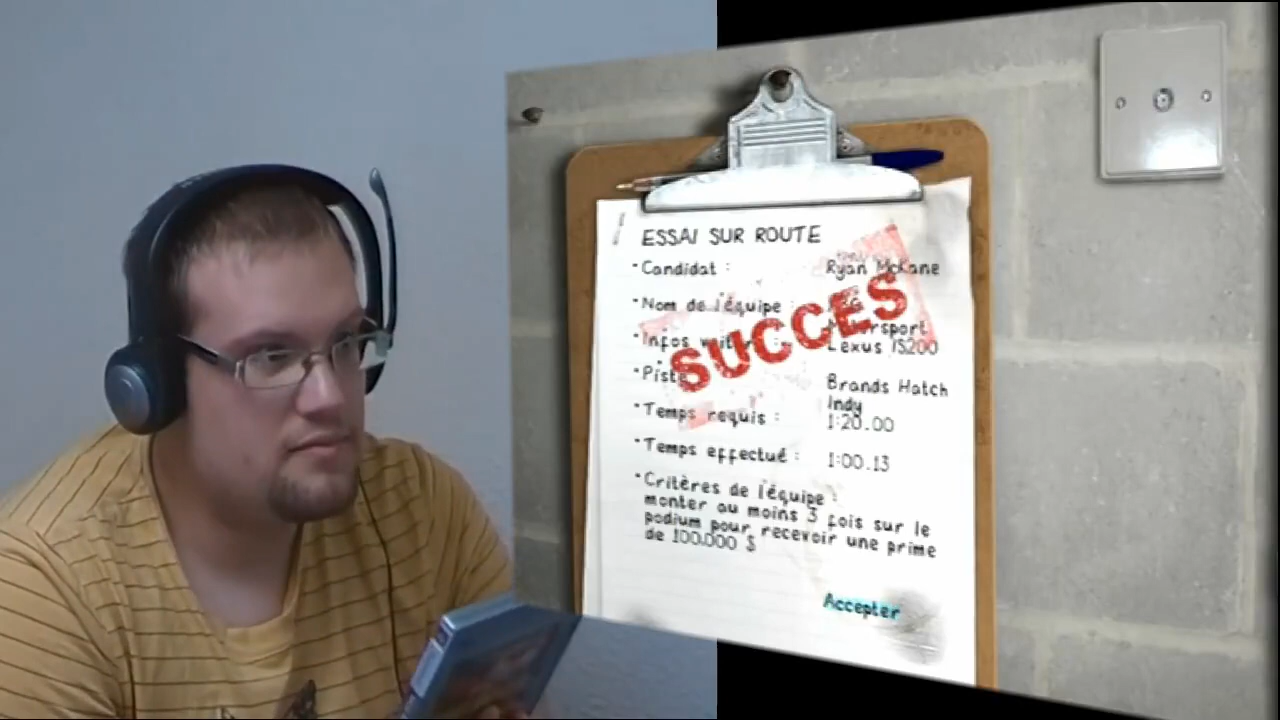 ESSAI SUR ROUTE
• Candidat : Ryan McKane
• Nom de l'équipe :
Motorsport
• Infos voiture : Lexus IS200
SUCCES
• Piste Brands Hatch
Indy
• Temps requis : 1:20.00
• Temps effectué : 1:00.13
• Critères de l'équipe :
monter au moins 3 fois sur le
podium pour recevoir une prime
de 100.000 $
Accepter